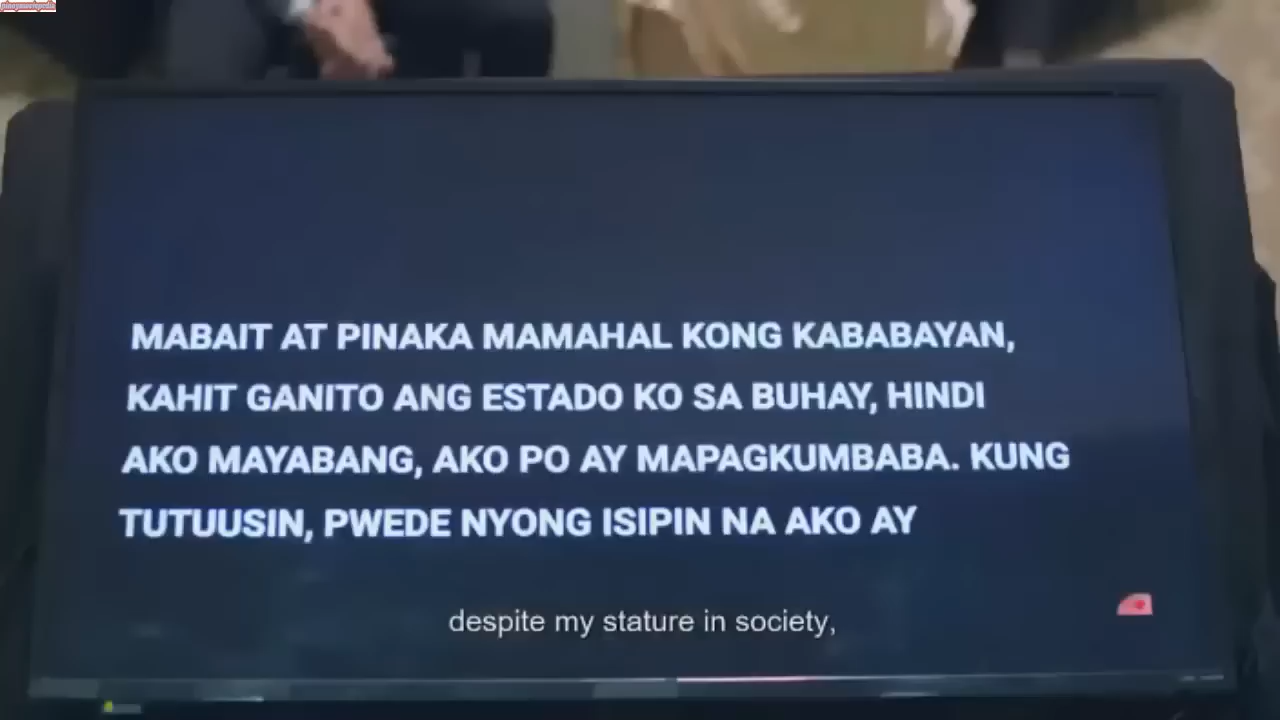 pinoymoviepedia
MABAIT AT PINAKA MAMAHAL KONG KABABAYAN,
KAHIT GANITO ANG ESTADO KO SA BUHAY, HINDI
AKO MAYABANG, AKO PO AY MAPAGKUMBABA. KUNG
TUTUUSIN, PWEDE NYONG ISIPIN NA AKO AY
despite my stature in society,